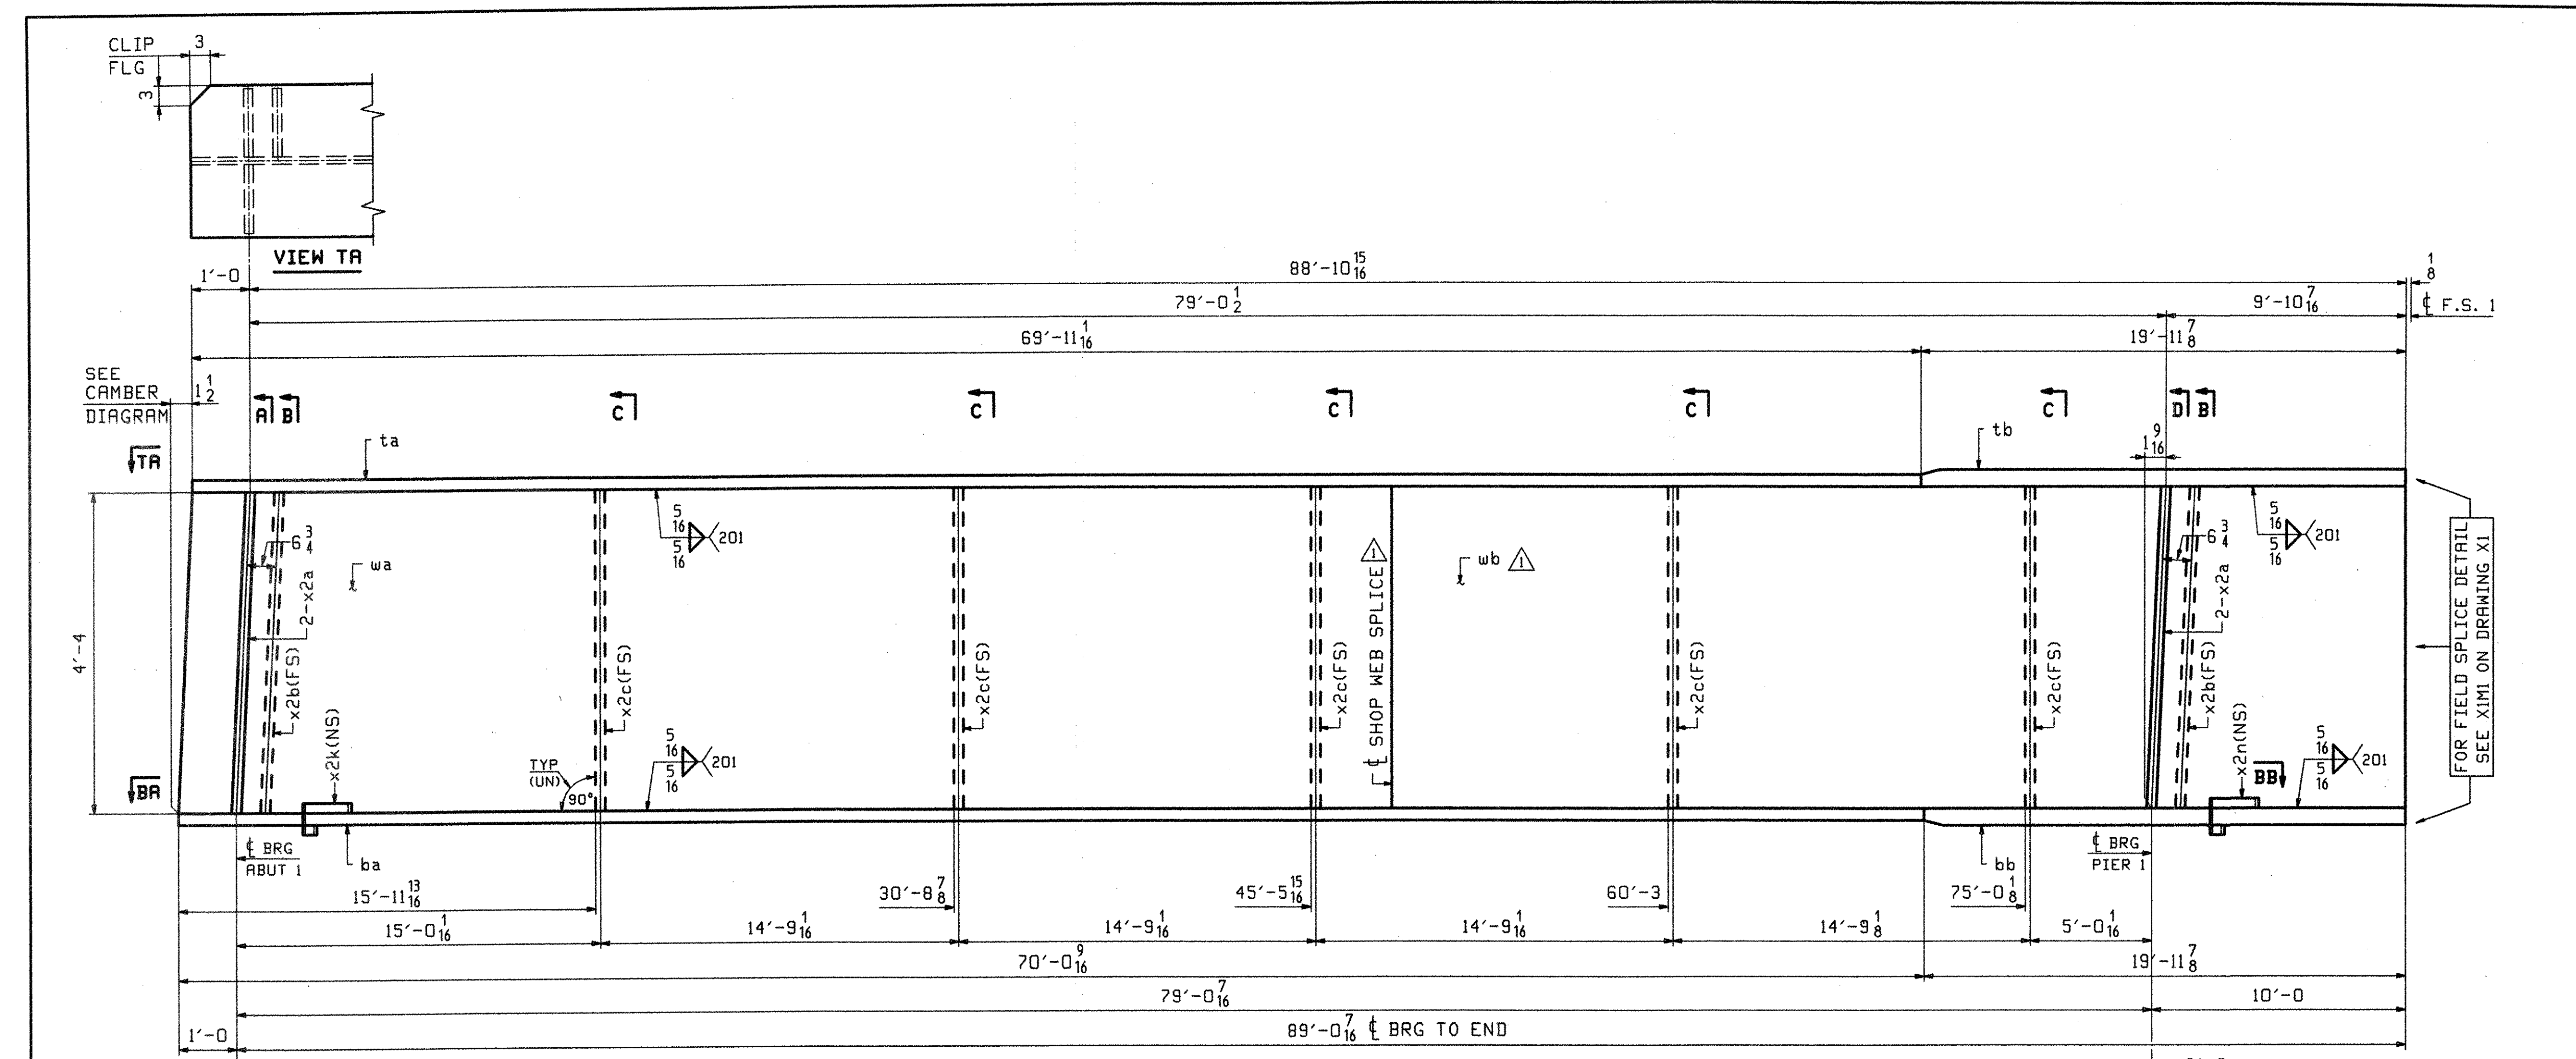 CLIP
FLG
3
3
VIEW TA
1'-0
88'-10 15/16
1/8
79'-0 1/2
9'-10 7/16
℄ F.S. 1
69'-11 1/16
19'-11 7/8
SEE
CAMBER
DIAGRAM
1 1/2
A
B
C
C
C
C
C
D
B
TA
ta
tb
1 9/16
4'-4
6 3/4
wa
2-x2a
x2b(FS)
x2k(NS)
5/16
5/16
201
x2c(FS)
TYP
(UN)
90°
5/16
5/16
201
x2c(FS)
x2c(FS)
℄ SHOP WEB SPLICE
1
wb
1
x2c(FS)
x2c(FS)
5/16
5/16
201
6 3/4
2-x2a
x2b(FS)
x2n(NS)
BB
5/16
5/16
201
FOR FIELD SPLICE DETAIL
SEE X1M1 ON DRAWING X1
BA
℄ BRG
ABUT 1
ba
bb
℄ BRG
PIER 1
15'-11 13/16
30'-8 7/8
45'-5 15/16
60'-3
75'-0 1/8
15'-0 1/16
14'-9 1/16
14'-9 1/16
14'-9 1/16
14'-9 1/8
5'-0 1/16
70'-0 9/16
19'-11 7/8
79'-0 7/16
10'-0
1'-0
89'-0 7/16 ℄ BRG TO END